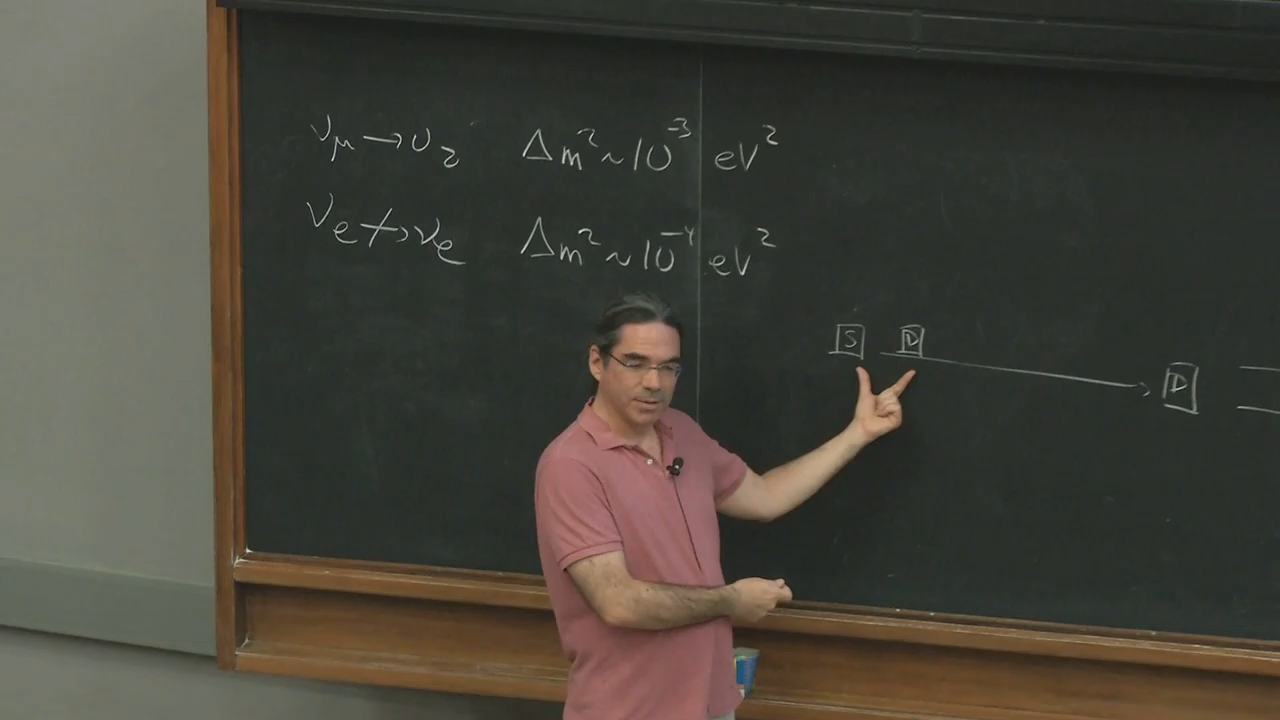 ν_μ → ν_τ Δm² ~ 10⁻³ eV²
ν_e ↛ ν_e Δm² ~ 10⁻⁴ eV²
S D
D